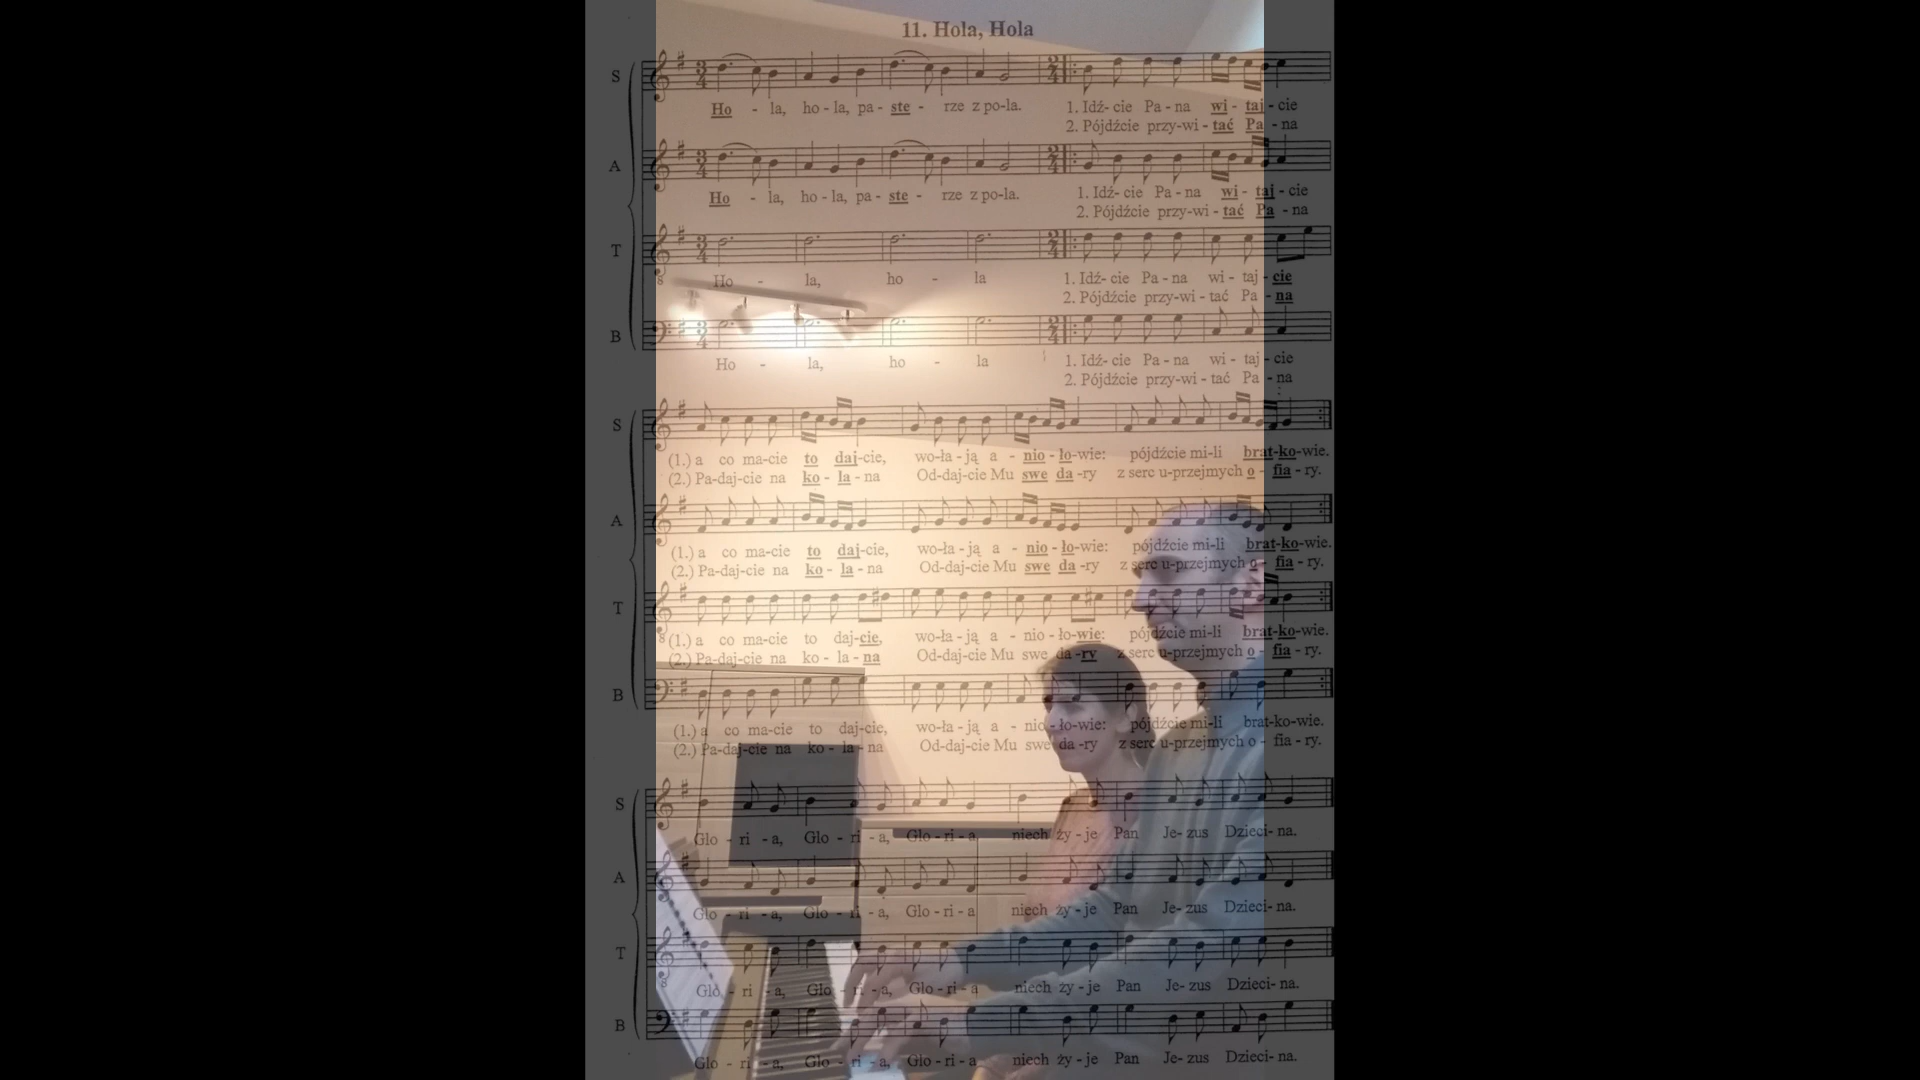 11. Hola, Hola
S
Ho - la, ho - la, pa - ste - rze z po-la. 1. Idź- cie Pa - na wi - taj - cie
2. Pójdźcie przy-wi - tać Pa - na
A
Ho - la, ho - la, pa - ste - rze z po-la. 1. Idź- cie Pa - na wi - taj - cie
2. Pójdźcie przy-wi - tać Pa - na
T
Ho - la, ho - la 1. Idź- cie Pa - na wi - taj - cie
2. Pójdźcie przy-wi - tać Pa - na
B
Ho - la, ho - la 1. Idź- cie Pa - na wi - taj - cie
2. Pójdźcie przy-wi - tać Pa - na
S
(1.) a co ma-cie to daj-cie, wo-ła - ją a - nio - ło-wie: pójdźcie mi-li brat-ko-wie.
(2.) Pa-daj-cie na ko - la - na Od-daj-cie Mu swe da - ry z serc u-przejmych o - fia - ry.
A
(1.) a co ma-cie to daj-cie, wo-ła - ją a - nio - ło-wie: pójdźcie mi-li brat-ko-wie.
(2.) Pa-daj-cie na ko - la - na Od-daj-cie Mu swe da - ry z serc u-przejmych o - fia - ry.
T
(1.) a co ma-cie to daj-cie, wo-ła - ją a - nio - ło-wie: pójdźcie mi-li brat-ko-wie.
(2.) Pa-daj-cie na ko - la - na Od-daj-cie Mu swe da - ry z serc u-przejmych o - fia - ry.
B
(1.) a co ma-cie to daj-cie, wo-ła - ją a - nio - ło-wie: pójdźcie mi-li brat-ko-wie.
(2.) Pa-daj-cie na ko - la - na Od-daj-cie Mu swe da - ry z serc u-przejmych o - fia - ry.
S
Glo - ri - a, Glo - ri - a, Glo - ri - a niech ży - je Pan Je- zus Dzieci- na.
A
Glo - ri - a, Glo - ri - a, Glo - ri - a niech ży - je Pan Je- zus Dzieci- na.
T
Glo - ri - a, Glo - ri - a, Glo - ri - a niech ży - je Pan Je- zus Dzieci- na.
B
Glo - ri - a, Glo - ri - a, Glo - ri - a niech ży - je Pan Je- zus Dzieci- na.